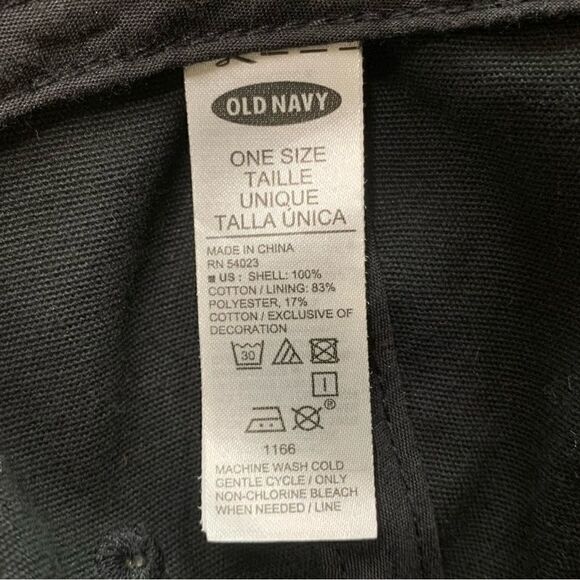 OLD NAVY
ONE SIZE
TAILLE
UNIQUE
TALLA ÚNICA
MADE IN CHINA
RN 54023
US : SHELL: 100%
COTTON / LINING: 83%
POLYESTER, 17%
COTTON / EXCLUSIVE OF
DECORATION
30
®
1166
MACHINE WASH COLD
GENTLE CYCLE / ONLY
NON-CHLORINE BLEACH
WHEN NEEDED / LINE